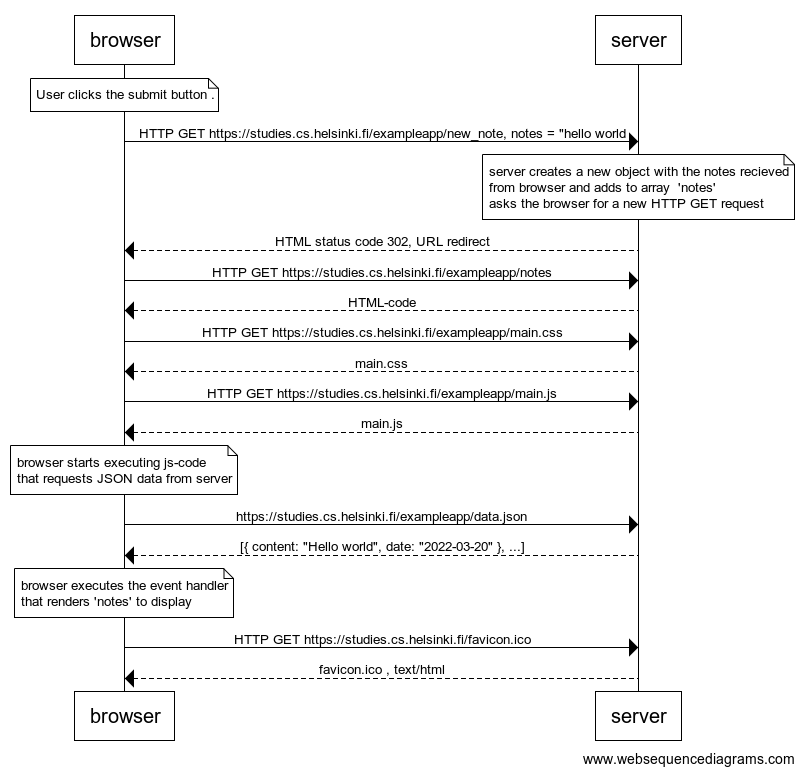 browser
server
User clicks the submit button .
HTTP GET https://studies.cs.helsinki.fi/exampleapp/new_note, notes = "hello world
server creates a new object with the notes recieved
from browser and adds to array  'notes'
asks the browser for a new HTTP GET request
HTML status code 302, URL redirect
HTTP GET https://studies.cs.helsinki.fi/exampleapp/notes
HTML-code
HTTP GET https://studies.cs.helsinki.fi/exampleapp/main.css
main.css
HTTP GET https://studies.cs.helsinki.fi/exampleapp/main.js
main.js
browser starts executing js-code
that requests JSON data from server
https://studies.cs.helsinki.fi/exampleapp/data.json
[{ content: "Hello world", date: "2022-03-20" }, ...]
browser executes the event handler
that renders 'notes' to display
HTTP GET https://studies.cs.helsinki.fi/favicon.ico
favicon.ico , text/html
browser
server
www.websequencediagrams.com